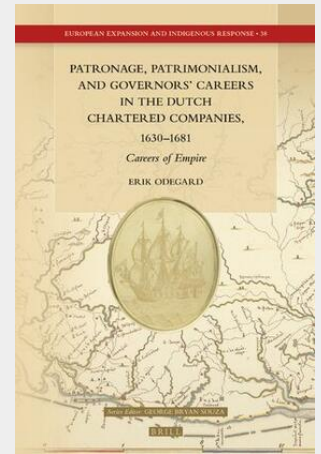 EUROPEAN EXPANSION AND INDIGENOUS RESPONSE • 38
PATRONAGE, PATRIMONIALISM,
AND GOVERNORS' CAREERS
IN THE DUTCH
CHARTERED COMPANIES,
1630–1681
Careers of Empire
ERIK ODEGARD
Series Editor: GEORGE BRYAN SOUZA
BRILL